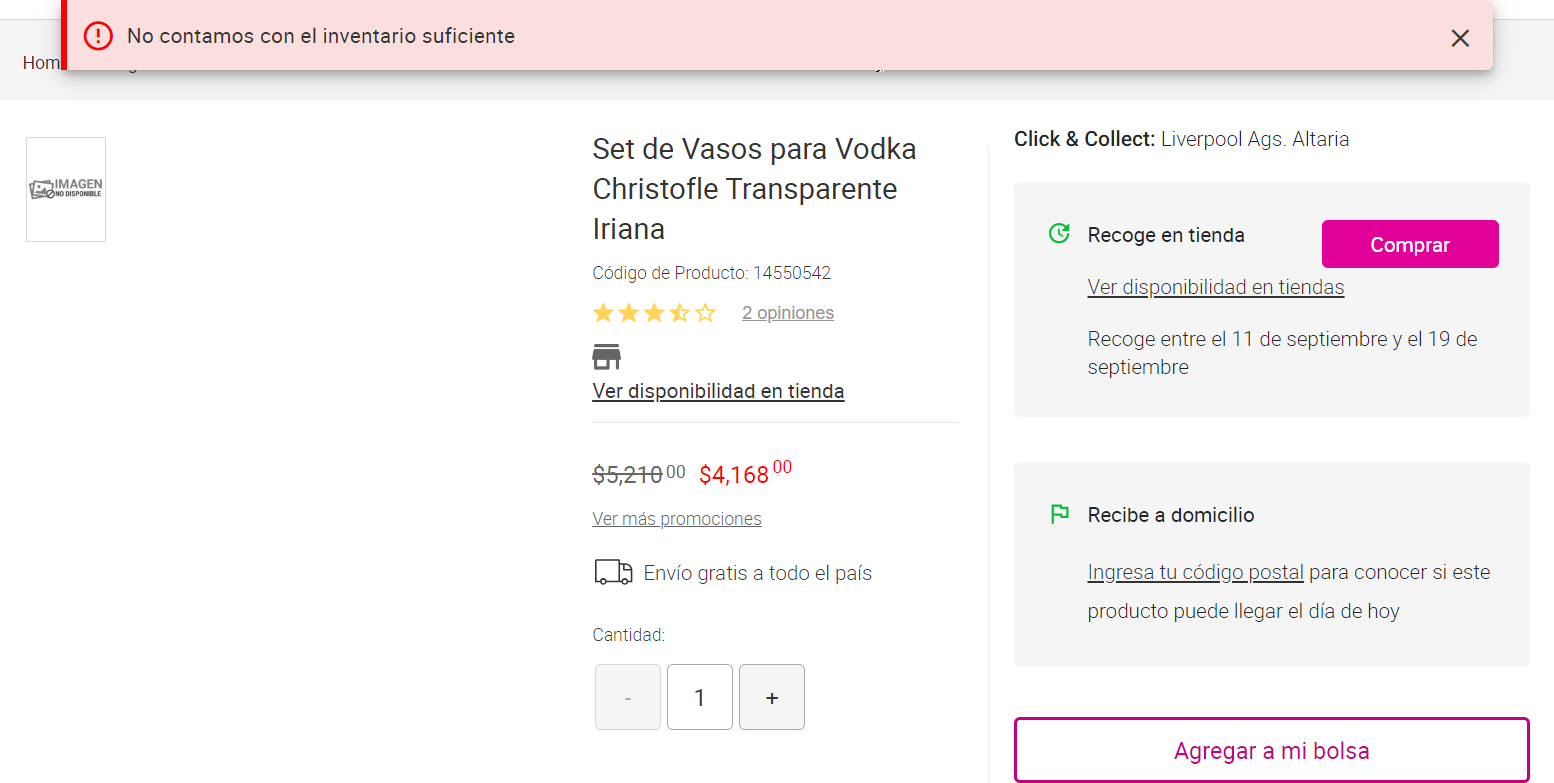 No contamos con el inventario suficiente
Hom
IMAGEN
NO DISPONIBLE
Set de Vasos para Vodka
Christofle Transparente
Iriana
Código de Producto: 14550542
2 opiniones
Ver disponibilidad en tienda
$5,210 00 $4,168 00
Ver más promociones
Envío gratis a todo el país
Cantidad:
- 1 +
Click & Collect: Liverpool Ags. Altaria
Recoge en tienda
Comprar
Ver disponibilidad en tiendas
Recoge entre el 11 de septiembre y el 19 de
septiembre
Recibe a domicilio
Ingresa tu código postal para conocer si este
producto puede llegar el día de hoy
Agregar a mi bolsa